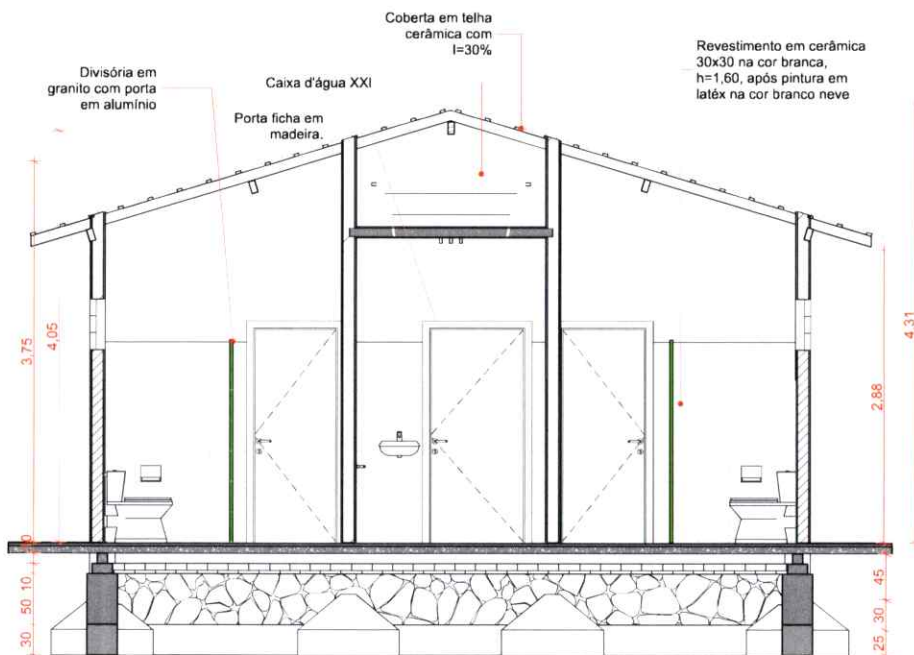 Coberta em telha
cerâmica com
I=30%
Revestimento em cerâmica
30x30 na cor branca,
h=1,60, após pintura em
latéx na cor branco neve
Divisória em
granito com porta
em alumínio
Caixa d'água XXI
Porta ficha em
madeira.
3,75
4,05
2,88
4,31
10
50
30
45
30
25